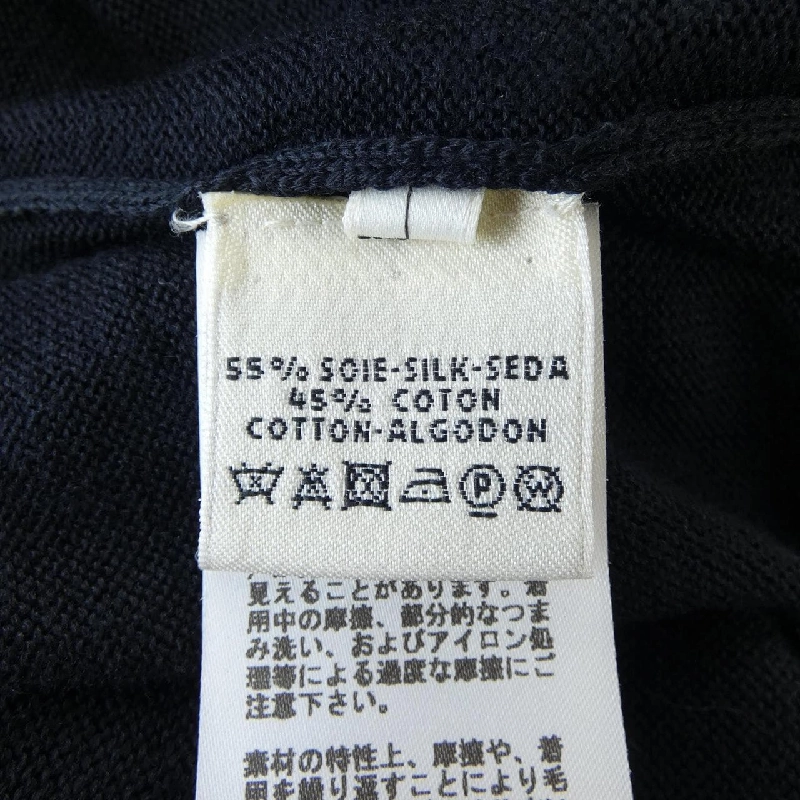 55% SOIE-SILK-SEDA
45% COTON
COTTON-ALGODON
P W
見えることがあります。着
用中の摩擦、部分的なつま
み洗い、およびアイロン処
理等による過度な摩擦にご
注意下さい。
素材の特性上、摩擦や、着
用を繰り返すことにより毛